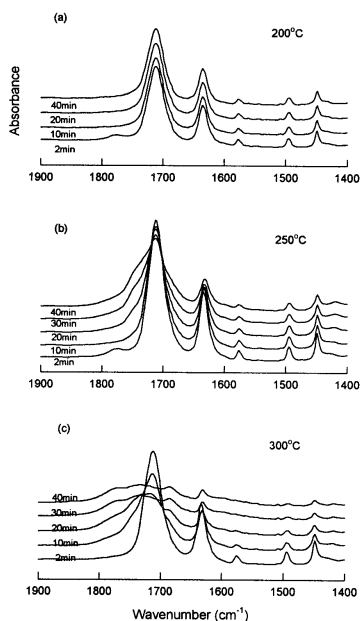 (a)
200°C
Absorbance
40min
20min
10min
2min
1900 1800 1700 1600 1500 1400
(b)
250°C
40min
30min
20min
10min
2min
1900 1800 1700 1600 1500 1400
(c)
300°C
40min
30min
20min
10min
2min
1900 1800 1700 1600 1500 1400
Wavenumber (cm⁻¹)